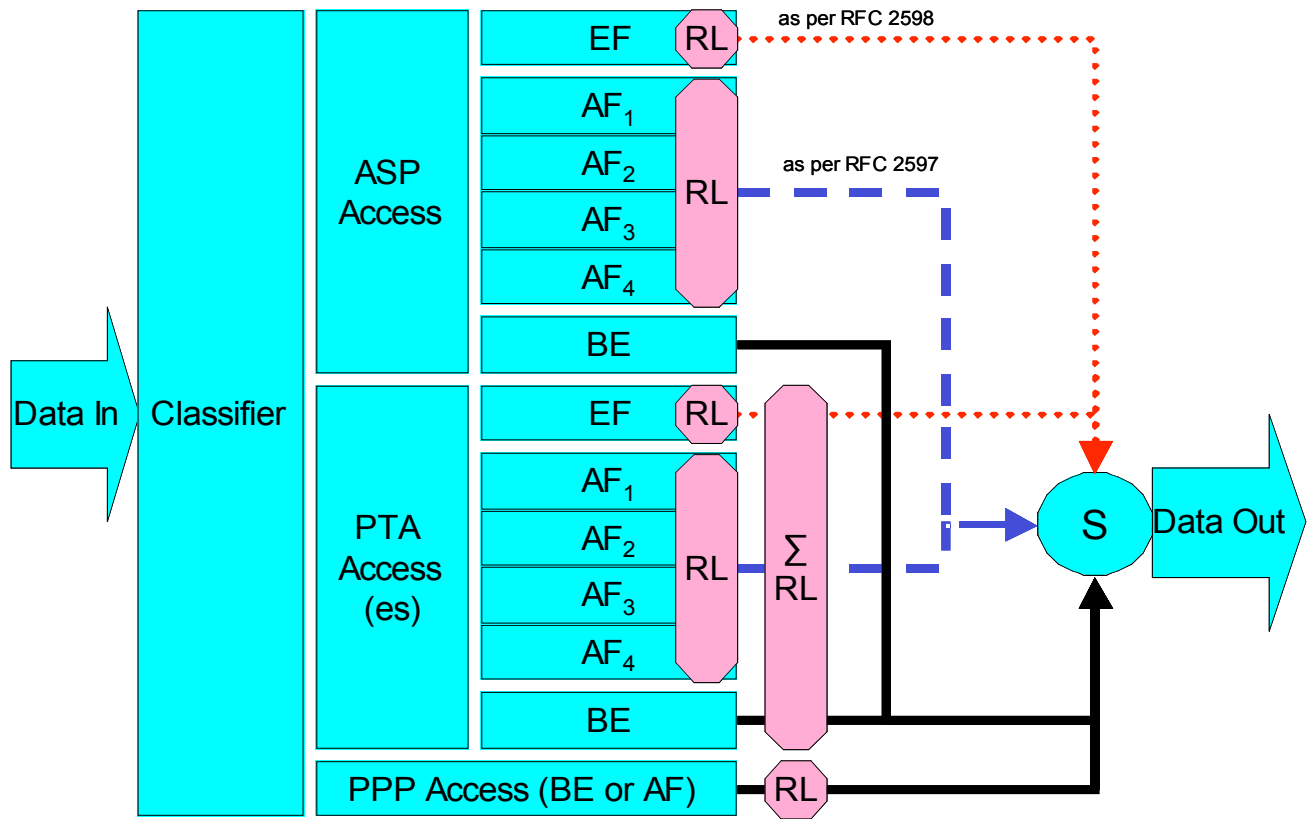 as per RFC 2598
EF
RL
AF1
AF2
AF3
AF4
RL
as per RFC 2597
ASP
Access
BE
Data In
Classifier
EF
RL
AF1
AF2
AF3
AF4
RL
PTA
Access
(es)
Σ
RL
S
Data Out
BE
PPP Access (BE or AF)
RL